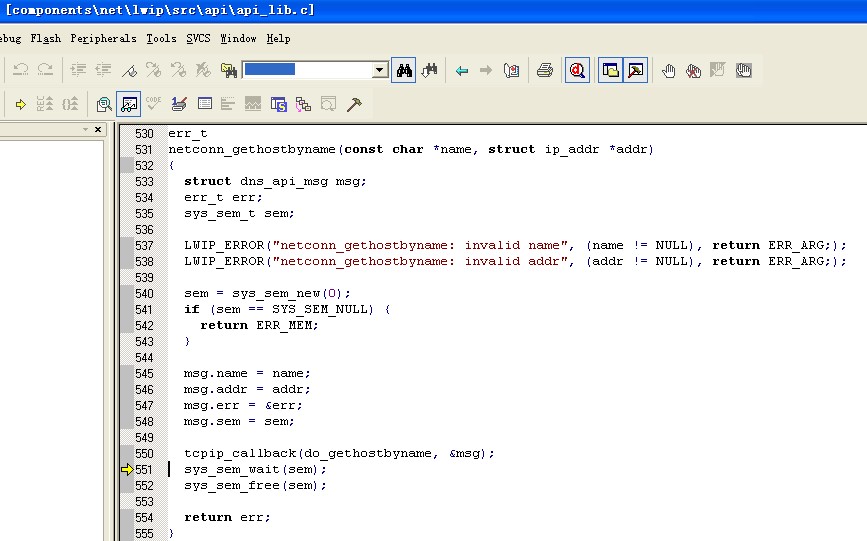 [components\net\lwip\src\api\api_lib.c]
ebug Flash Peripherals Tools SVCS Window Help
CODE
530 err_t
531 netconn_gethostbyname(const char *name, struct ip_addr *addr)
532 {
533   struct dns_api_msg msg;
534   err_t err;
535   sys_sem_t sem;
536
537   LWIP_ERROR("netconn_gethostbyname: invalid name", (name != NULL), return ERR_ARG;);
538   LWIP_ERROR("netconn_gethostbyname: invalid addr", (addr != NULL), return ERR_ARG;);
539
540   sem = sys_sem_new(0);
541   if (sem == SYS_SEM_NULL) {
542     return ERR_MEM;
543   }
544
545   msg.name = name;
546   msg.addr = addr;
547   msg.err = &err;
548   msg.sem = sem;
549
550   tcpip_callback(do_gethostbyname, &msg);
551   sys_sem_wait(sem);
552   sys_sem_free(sem);
553
554   return err;
555 }